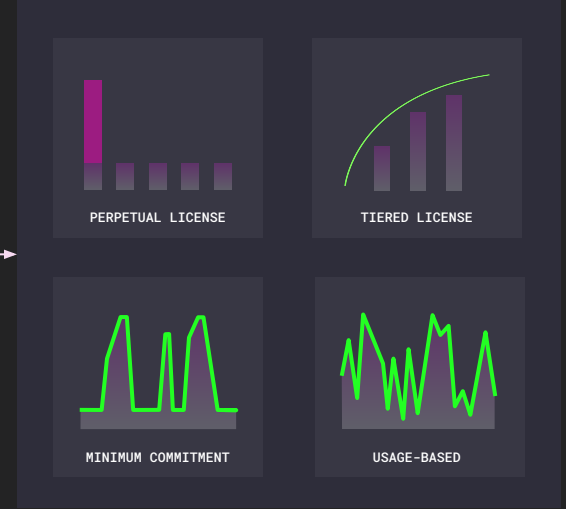 PERPETUAL LICENSE
TIERED LICENSE
MINIMUM COMMITMENT
USAGE-BASED